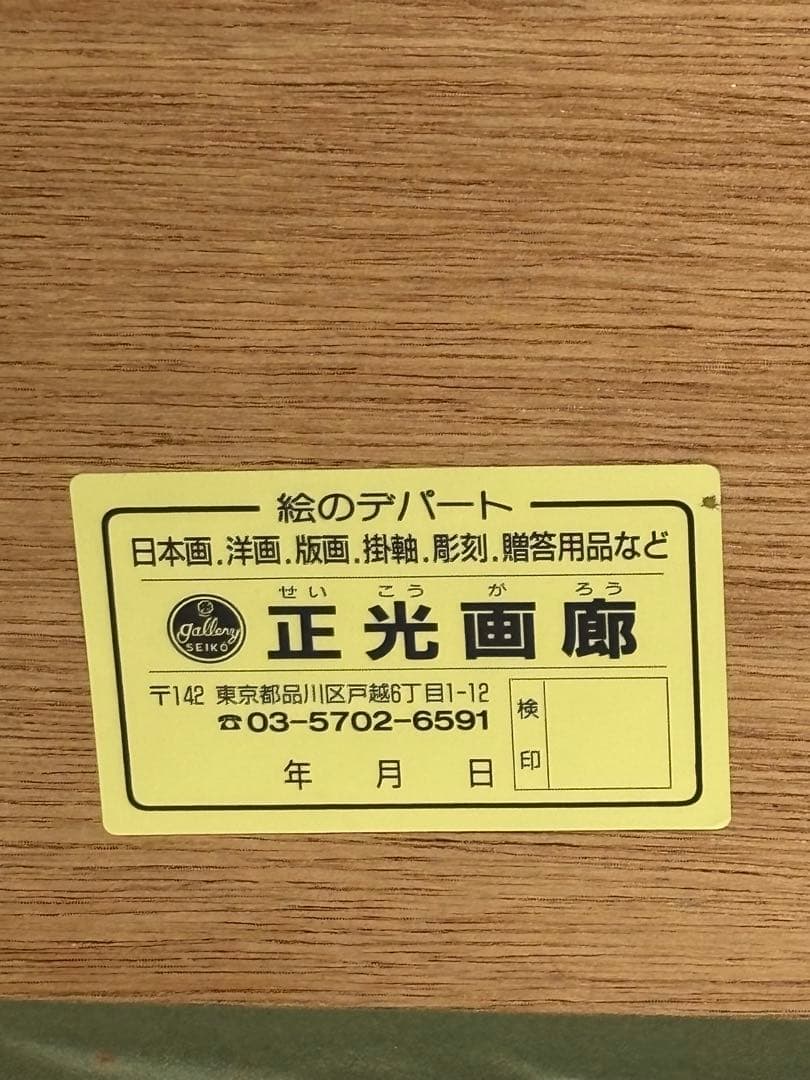 絵のデパート
日本画.洋画.版画.掛軸.彫刻.贈答用品など
せいこうがろう
gallery
SEIKO
正光画廊
〒142 東京都品川区戸越6丁目1-12
☎03-5702-6591
年 月 日
検印